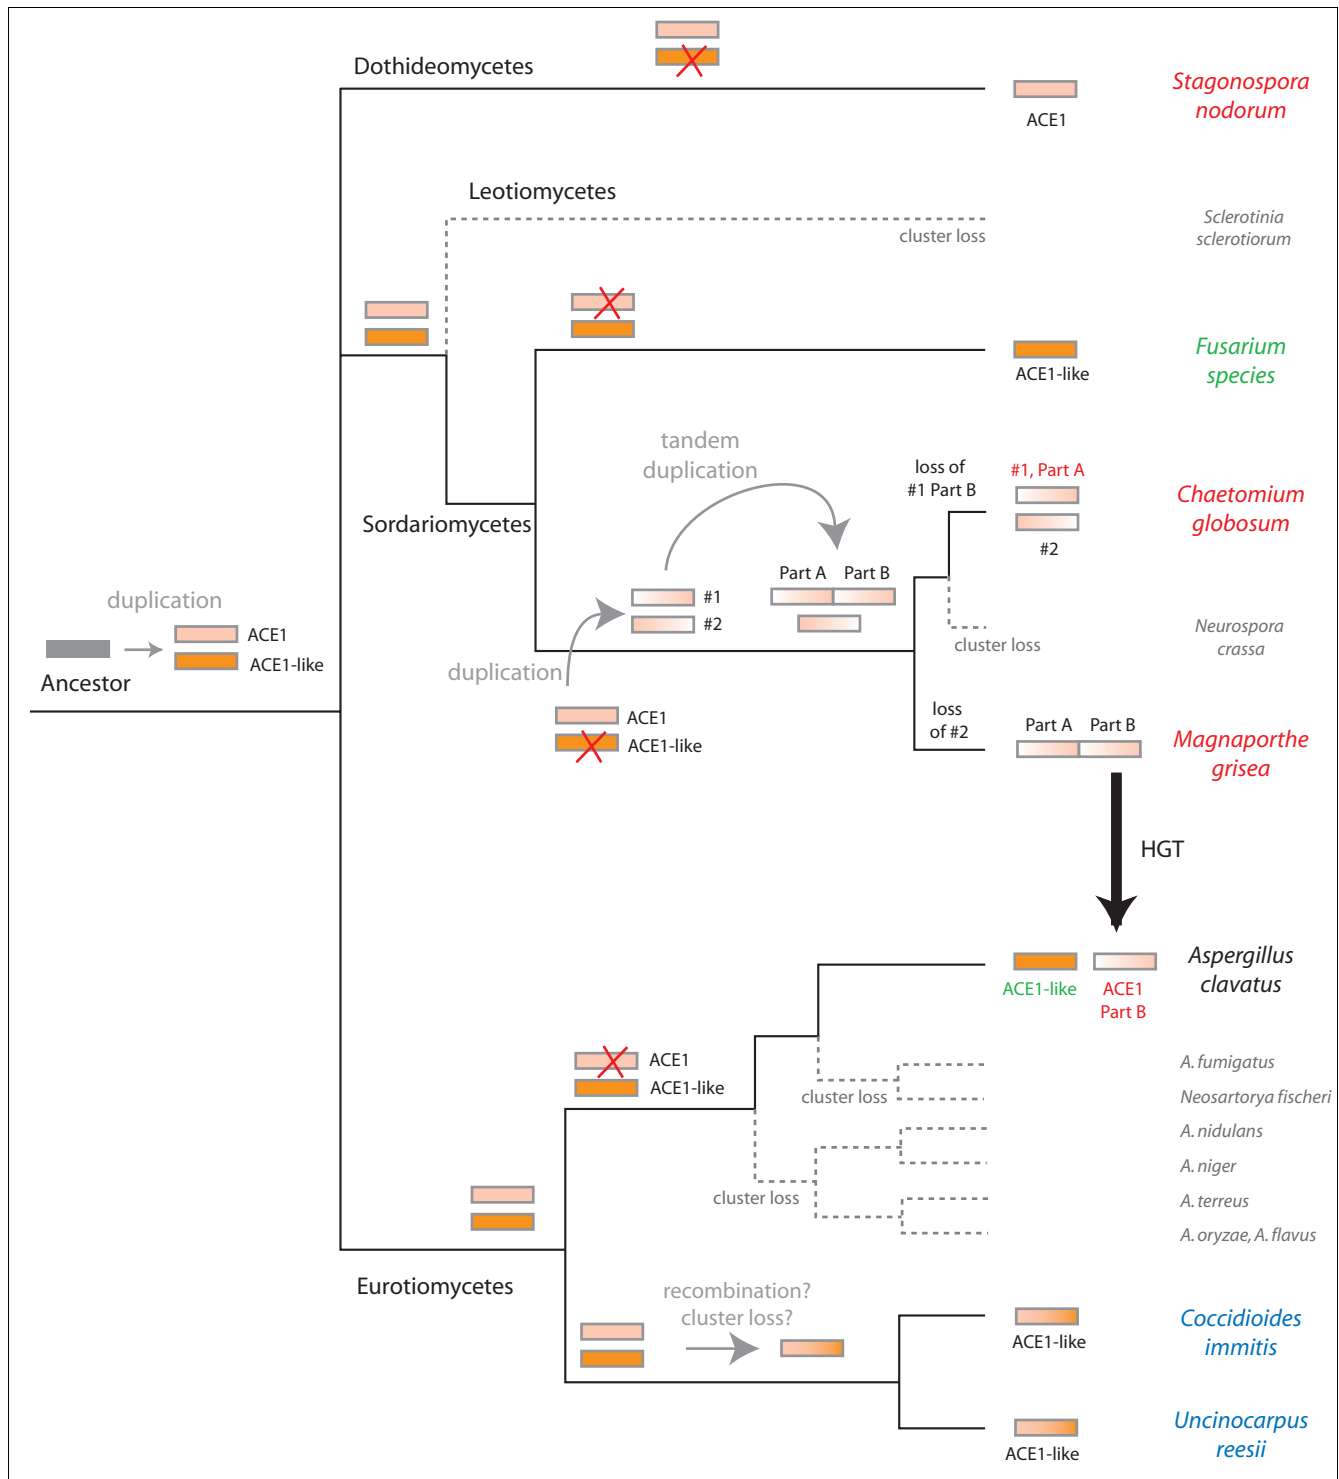 Dothideomycetes
ACE1
Stagonospora
nodorum
Leotiomycetes
cluster loss
Sclerotinia
sclerotiorum
ACE1-like
Fusarium
species
tandem
duplication
loss of
#1 Part B
#1, Part A
#2
Chaetomium
globosum
Sordariomycetes
#1
#2
Part A
Part B
duplication
ACE1
ACE1-like
cluster loss
Neurospora
crassa
duplication
ACE1
ACE1-like
Ancestor
loss
of #2
Part A
Part B
Magnaporthe
grisea
HGT
ACE1-like
ACE1
Part B
Aspergillus
clavatus
ACE1
ACE1-like
cluster loss
A. fumigatus
Neosartorya fischeri
A. nidulans
A. niger
cluster loss
A. terreus
A. oryzae, A. flavus
Eurotiomycetes
recombination?
cluster loss?
ACE1-like
Coccidioides
immitis
ACE1-like
Uncinocarpus
reesii